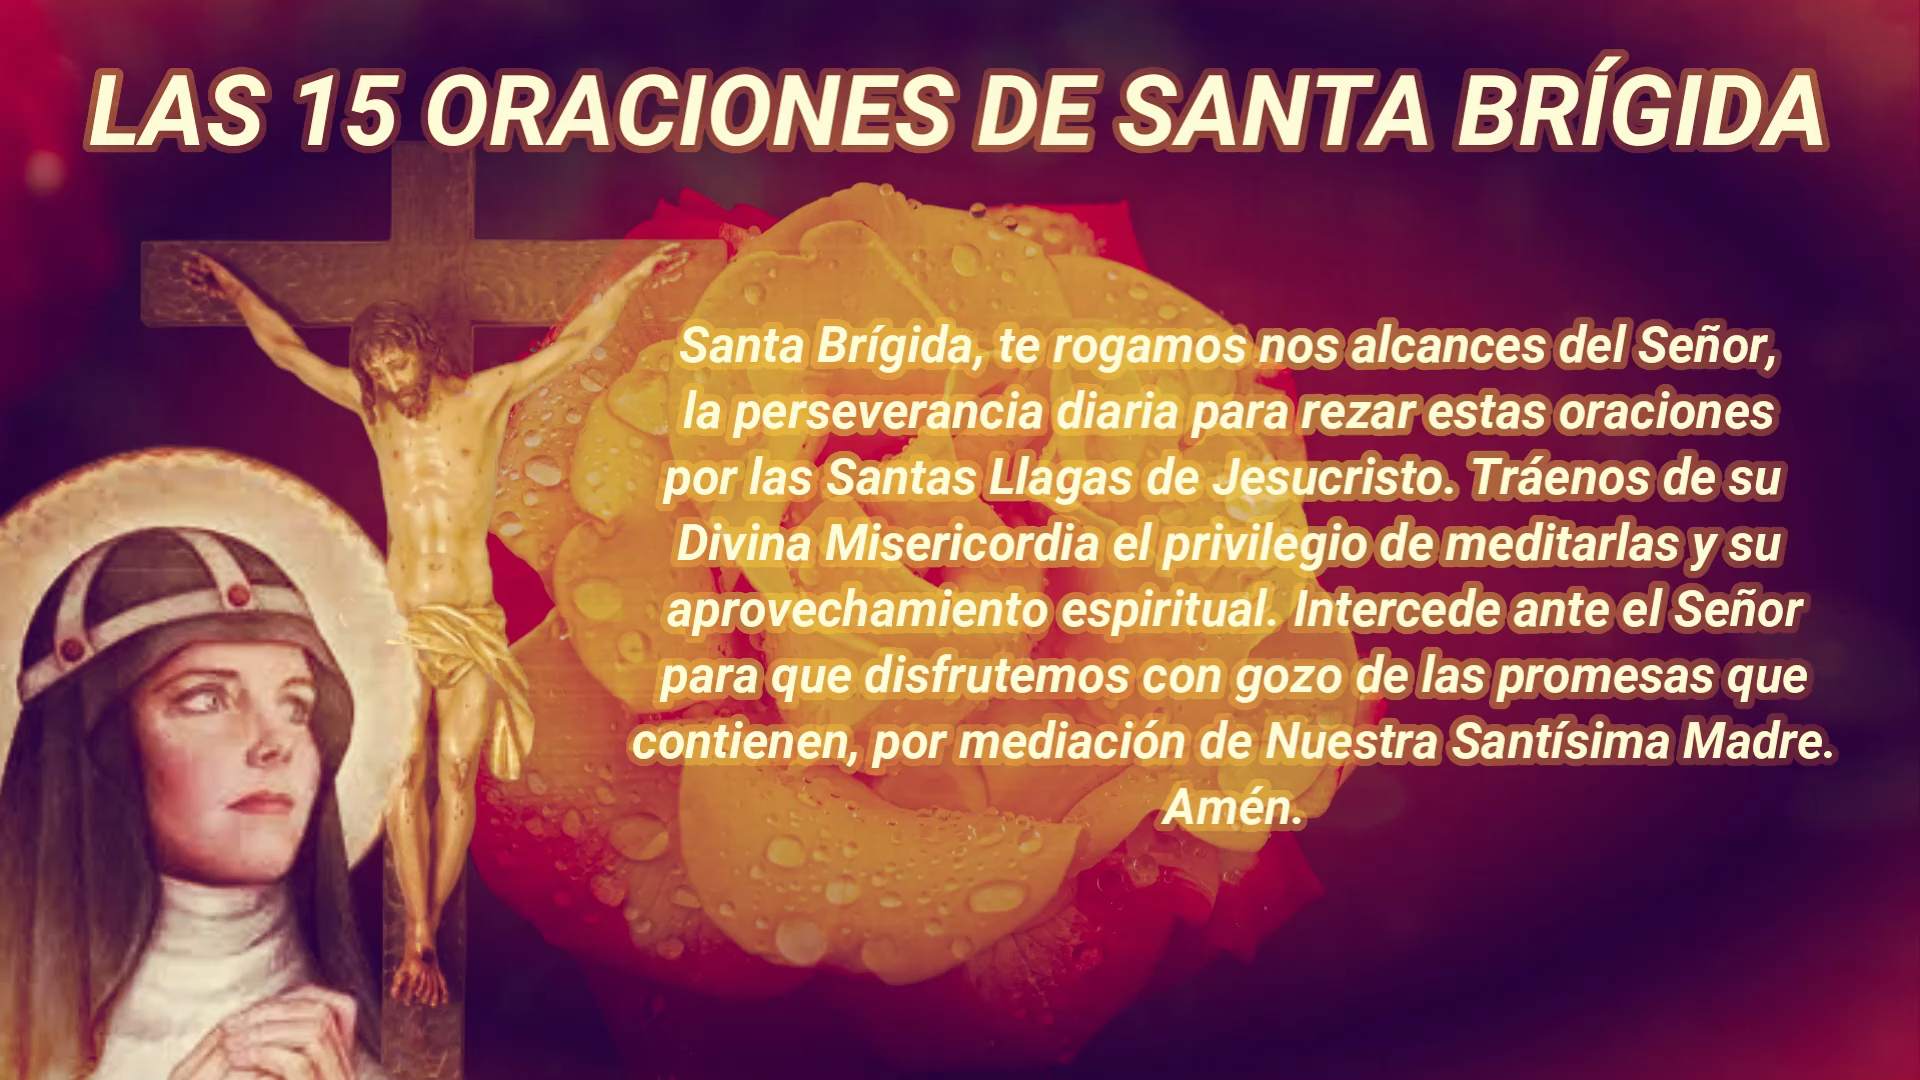 LAS 15 ORACIONES DE SANTA BRÍGIDA
Santa Brígida, te rogamos nos alcances del Señor,
la perseverancia diaria para rezar estas oraciones
por las Santas Llagas de Jesucristo. Tráenos de su
Divina Misericordia el privilegio de meditarlas y su
aprovechamiento espiritual. Intercede ante el Señor
para que disfrutemos con gozo de las promesas que
contienen, por mediación de Nuestra Santísima Madre.
Amén.